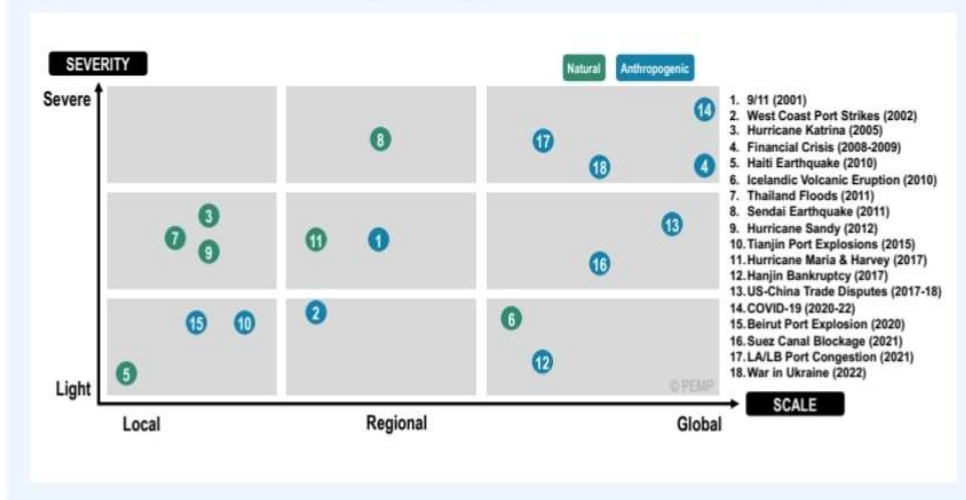 SEVERITY
Natural
Anthropogenic
Severe
14
8
17
18
4
3
13
7
11
1
9
16
2
6
15
10
12
5
Light
© PEMP
SCALE
Local
Regional
Global
1. 9/11 (2001)
2. West Coast Port Strikes (2002)
3. Hurricane Katrina (2005)
4. Financial Crisis (2008-2009)
5. Haiti Earthquake (2010)
6. Icelandic Volcanic Eruption (2010)
7. Thailand Floods (2011)
8. Sendai Earthquake (2011)
9. Hurricane Sandy (2012)
10. Tianjin Port Explosions (2015)
11. Hurricane Maria & Harvey (2017)
12. Hanjin Bankruptcy (2017)
13. US-China Trade Disputes (2017-18)
14. COVID-19 (2020-22)
15. Beirut Port Explosion (2020)
16. Suez Canal Blockage (2021)
17. LA/LB Port Congestion (2021)
18. War in Ukraine (2022)